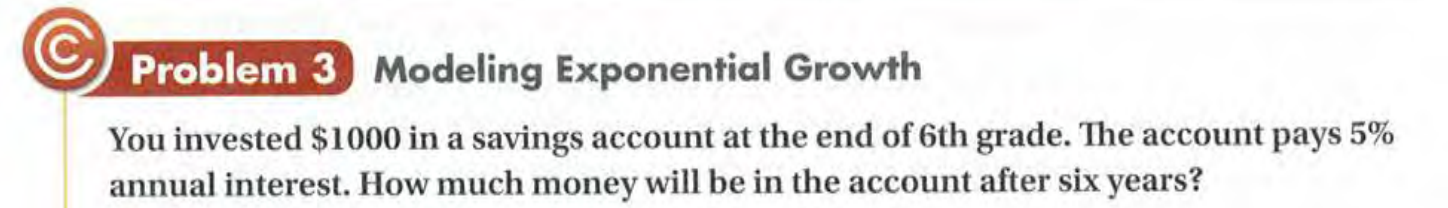 © Problem 3 Modeling Exponential Growth
You invested $1000 in a savings account at the end of 6th grade. The account pays 5%
annual interest. How much money will be in the account after six years?